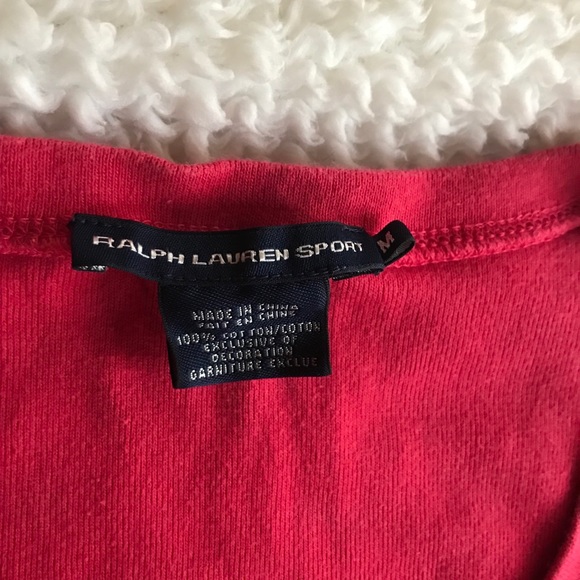 RALPH LAUREN SPORT
M
MADE IN CHINA
FAIT EN CHINE
100% COTTON/COTON
EXCLUSIVE OF
DECORATION
GARNITURE EXCLUE